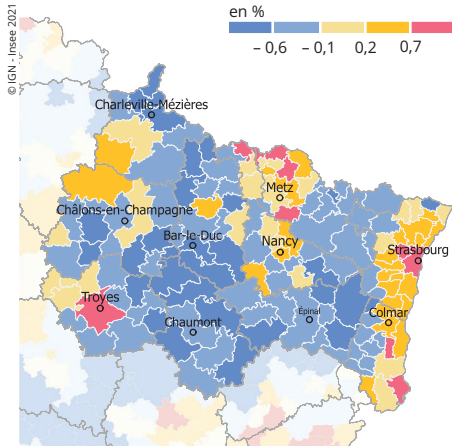 en %
– 0,6 – 0,1 0,2 0,7
© IGN - Insee 2021
Charleville-Mézières
Metz
Châlons-en-Champagne
Bar-le-Duc
Nancy
Strasbourg
Troyes
Chaumont
Épinal
Colmar